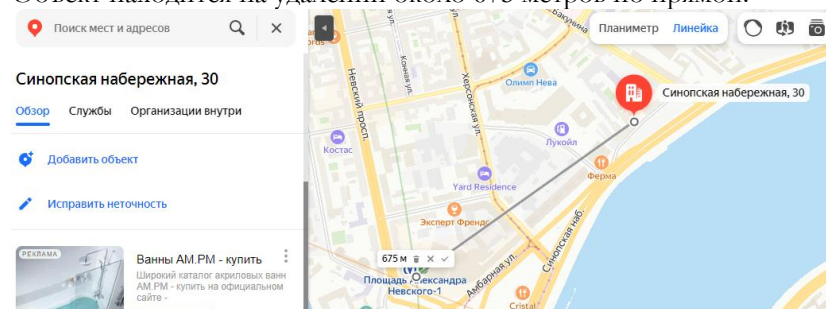 Объект находится на удалении около 675 метров по прямой.
Поиск мест и адресов
Планиметр Линейка
Синопская набережная, 30
Обзор Службы Организации внутри
Добавить объект
Исправить неточность
РЕКЛАМА
Ванны AM.PM - купить
Широкий каталог акриловых ванн
AM.PM - купить на официальном
сайте -
Бакунина
Невский просп.
Конная ул.
Херсонская ул.
Олимп Нева
Синопская набережная, 30
Костас
Лукойл
Ферма
Yard Residence
Эксперт Френдс
Синопская наб.
675 м
Площадь Александра
Невского-1
Амбарная ул.
Cristal